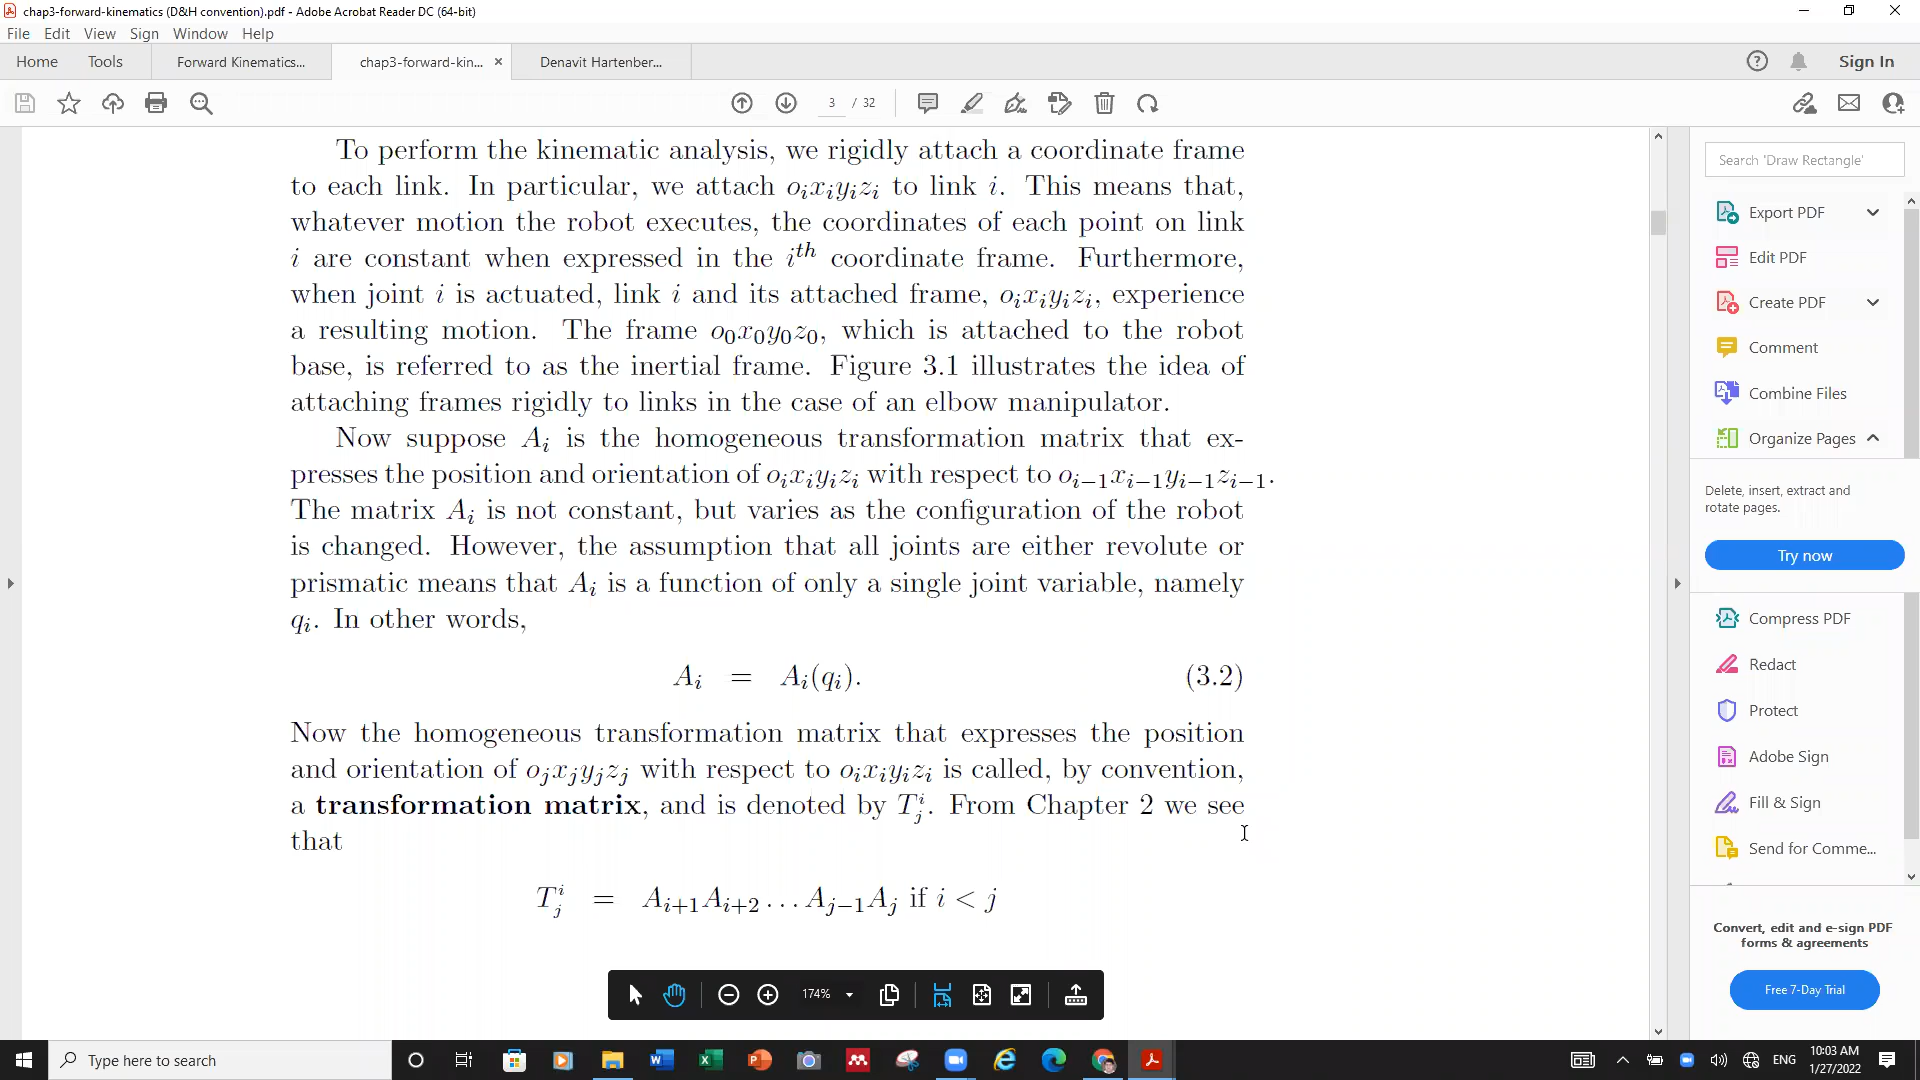 chap3-forward-kinematics (D&H convention).pdf - Adobe Acrobat Reader DC (64-bit)
File Edit View Sign Window Help
Home Tools Forward Kinematics... chap3-forward-kin... × Denavit Hartenber... Sign In
3 / 32
To perform the kinematic analysis, we rigidly attach a coordinate frame
to each link. In particular, we attach oᵢxᵢyᵢzᵢ to link i. This means that,
whatever motion the robot executes, the coordinates of each point on link
i are constant when expressed in the iᵗʰ coordinate frame. Furthermore,
when joint i is actuated, link i and its attached frame, oᵢxᵢyᵢzᵢ, experience
a resulting motion. The frame o₀x₀y₀z₀, which is attached to the robot
base, is referred to as the inertial frame. Figure 3.1 illustrates the idea of
attaching frames rigidly to links in the case of an elbow manipulator.
Now suppose Aᵢ is the homogeneous transformation matrix that ex-
presses the position and orientation of oᵢxᵢyᵢzᵢ with respect to oᵢ₋₁xᵢ₋₁yᵢ₋₁zᵢ₋₁.
The matrix Aᵢ is not constant, but varies as the configuration of the robot
is changed. However, the assumption that all joints are either revolute or
prismatic means that Aᵢ is a function of only a single joint variable, namely
qᵢ. In other words,
Aᵢ = Aᵢ(qᵢ). (3.2)
Now the homogeneous transformation matrix that expresses the position
and orientation of oⱼxⱼyⱼzⱼ with respect to oᵢxᵢyᵢzᵢ is called, by convention,
a transformation matrix, and is denoted by Tⱼⁱ. From Chapter 2 we see
that
Tⱼⁱ = Aᵢ₊₁Aᵢ₊₂ . . . Aⱼ₋₁Aⱼ if i < j
174%
Search 'Draw Rectangle'
Export PDF
Edit PDF
Create PDF
Comment
Combine Files
Organize Pages
Delete, insert, extract and
rotate pages.
Try now
Compress PDF
Redact
Protect
Adobe Sign
Fill & Sign
Send for Comme...
Convert, edit and e-sign PDF
forms & agreements
Free 7-Day Trial
Type here to search
ENG
10:03 AM
1/27/2022